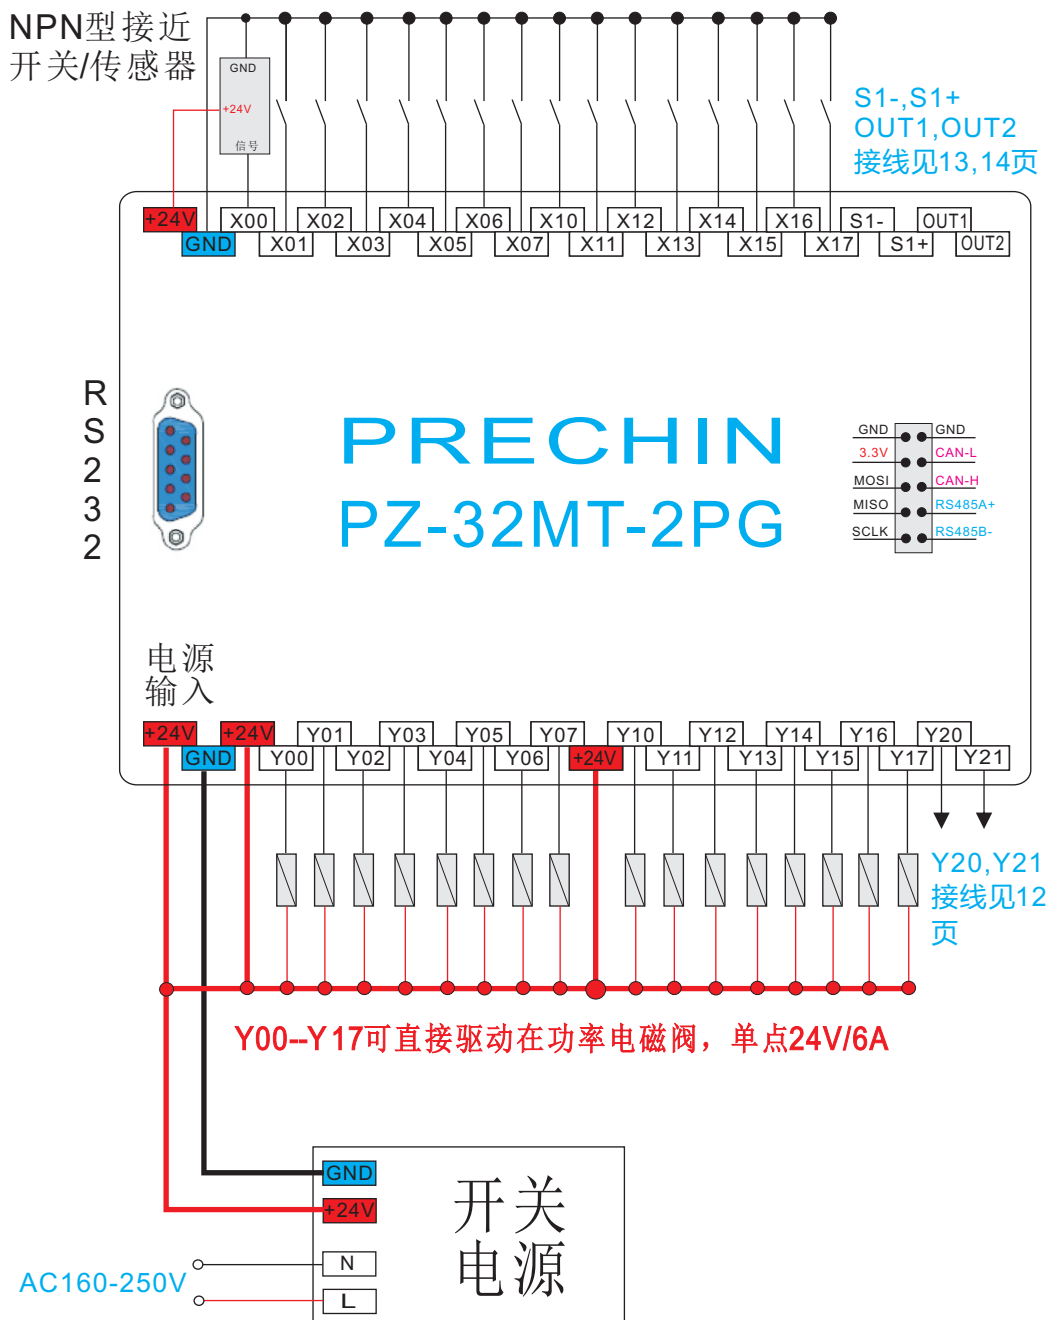 NPN型接近
开关/传感器
GND
+24V
信号
S1-,S1+
OUT1,OUT2
接线见13,14页
+24V X00 X02 X04 X06 X10 X12 X14 X16 S1- OUT1
GND X01 X03 X05 X07 X11 X13 X15 X17 S1+ OUT2
R
S
2
3
2
PRECHIN
PZ-32MT-2PG
GND GND
3.3V CAN-L
MOSI CAN-H
MISO RS485A+
SCLK RS485B-
电源
输入
+24V +24V Y01 Y03 Y05 Y07 Y10 Y12 Y14 Y16 Y20
GND Y00 Y02 Y04 Y06 +24V Y11 Y13 Y15 Y17 Y21
Y20,Y21
接线见12
页
Y00--Y17可直接驱动在功率电磁阀，单点24V/6A
GND
+24V
N
L
开关
电源
AC160-250V